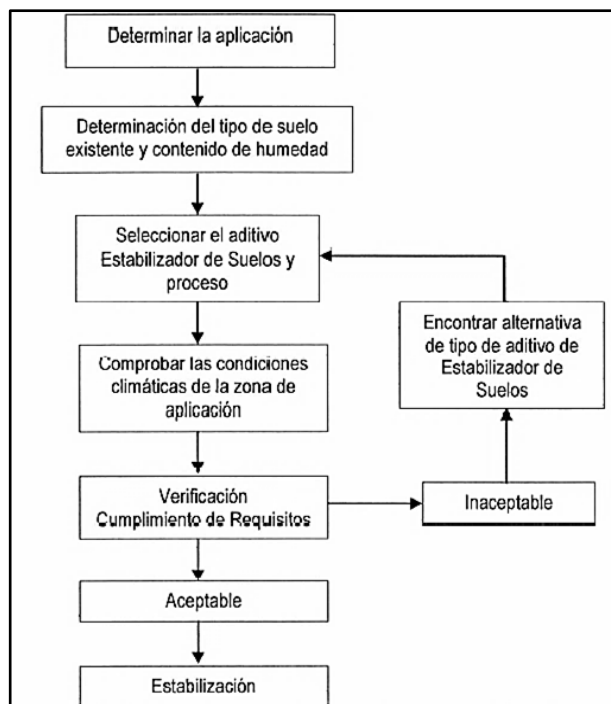 Determinar la aplicación
Determinación del tipo de suelo
existente y contenido de humedad
Seleccionar el aditivo
Estabilizador de Suelos y
proceso
Encontrar alternativa
de tipo de aditivo de
Estabilizador de
Suelos
Comprobar las condiciones
climáticas de la zona de
aplicación
Verificación
Cumplimiento de Requisitos
Inaceptable
Aceptable
Estabilización